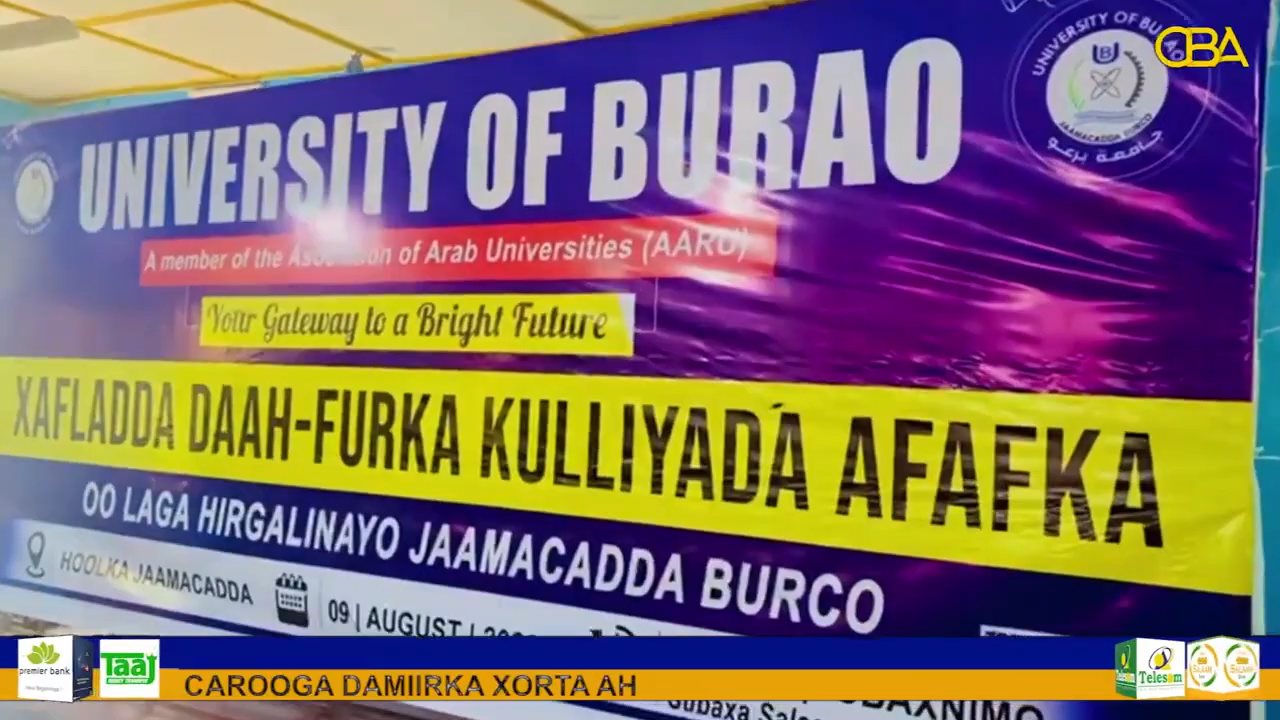 CBA
UNIVERSITY OF BURAO
JAAMACADDA BURCO
جامعة برعو
UNIVERSITY OF BURAO
A member of the Association of Arab Universities (AARU)
Your Gateway to a Bright Future
XAFLADDA DAAH-FURKA KULLIYADA AFAFKA
OO LAGA HIRGALINAYO JAAMACADDA BURCO
HOOLKA JAAMACADDA
09 | AUGUST |
premier bank
Taaj
CAROOGA DAMIIRKA XORTA AH
Telesom